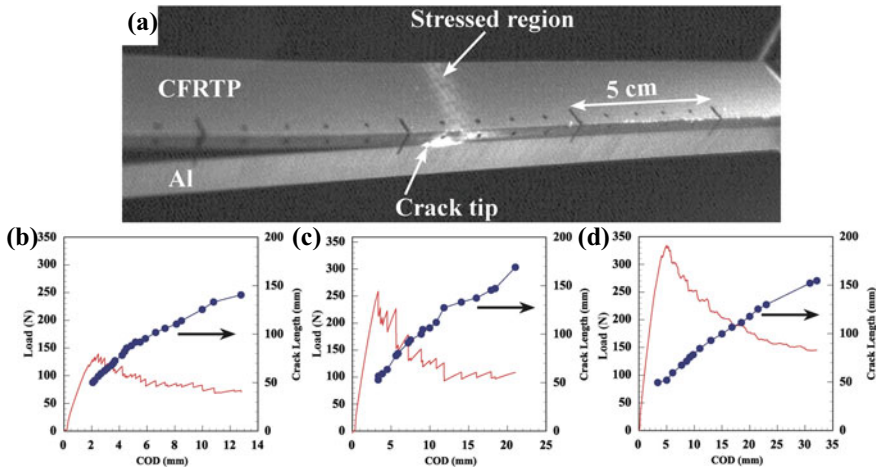 (a)
Stressed region
CFRTP
5 cm
Al
Crack tip
(b)
350
300
250
200
150
100
50
0
Load (N)
0 2 4 6 8 10 12 14
COD (mm)
200
150
100
50
0
Crack Length (mm)
(c)
350
300
250
200
150
100
50
0
Load (N)
0 5 10 15 20 25
COD (mm)
200
150
100
50
0
Crack Length (mm)
(d)
350
300
250
200
150
100
50
0
Load (N)
0 5 10 15 20 25 30 35
COD (mm)
200
150
100
50
0
Crack Length (mm)